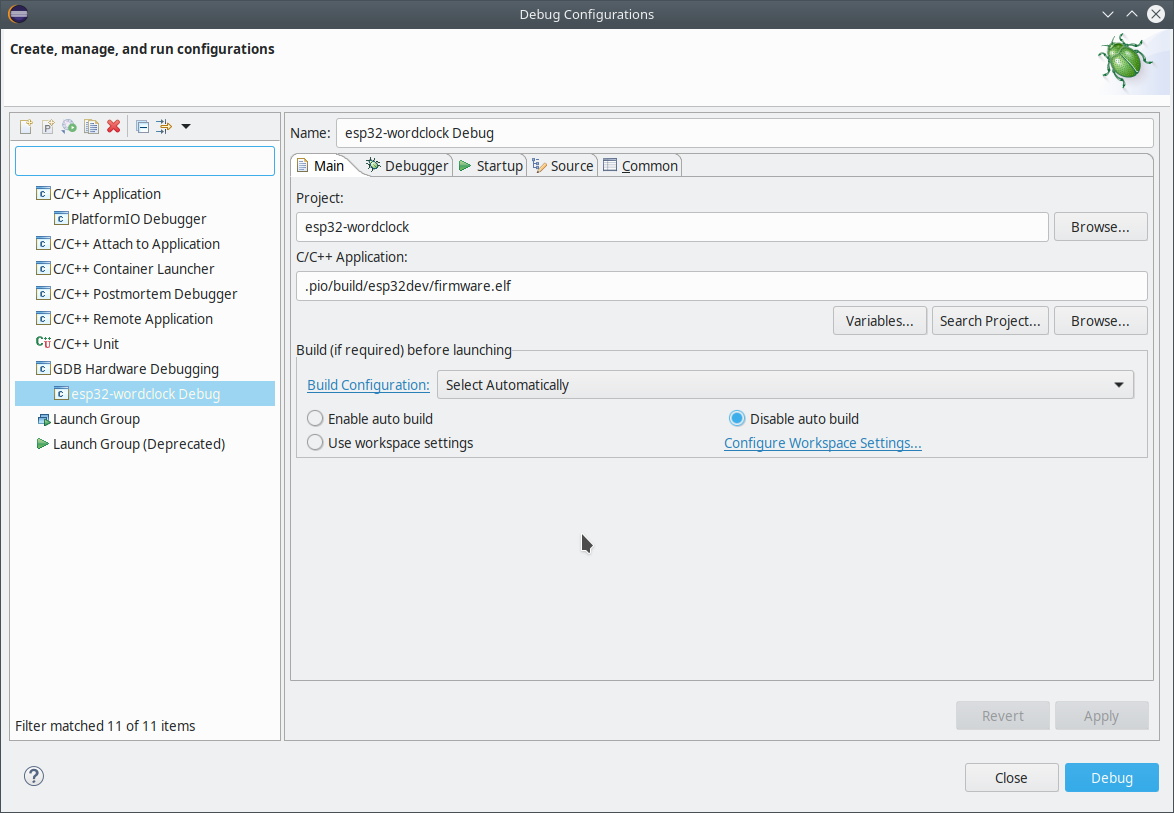 Debug Configurations
Create, manage, and run configurations
C/C++ Application
PlatformIO Debugger
C/C++ Attach to Application
C/C++ Container Launcher
C/C++ Postmortem Debugger
C/C++ Remote Application
C/C++ Unit
GDB Hardware Debugging
esp32-wordclock Debug
Launch Group
Launch Group (Deprecated)
Filter matched 11 of 11 items
Name: esp32-wordclock Debug
Main Debugger Startup Source Common
Project:
esp32-wordclock Browse...
C/C++ Application:
.pio/build/esp32dev/firmware.elf
Variables... Search Project... Browse...
Build (if required) before launching
Build Configuration: Select Automatically
Enable auto build Disable auto build
Use workspace settings Configure Workspace Settings...
Revert Apply
Close Debug